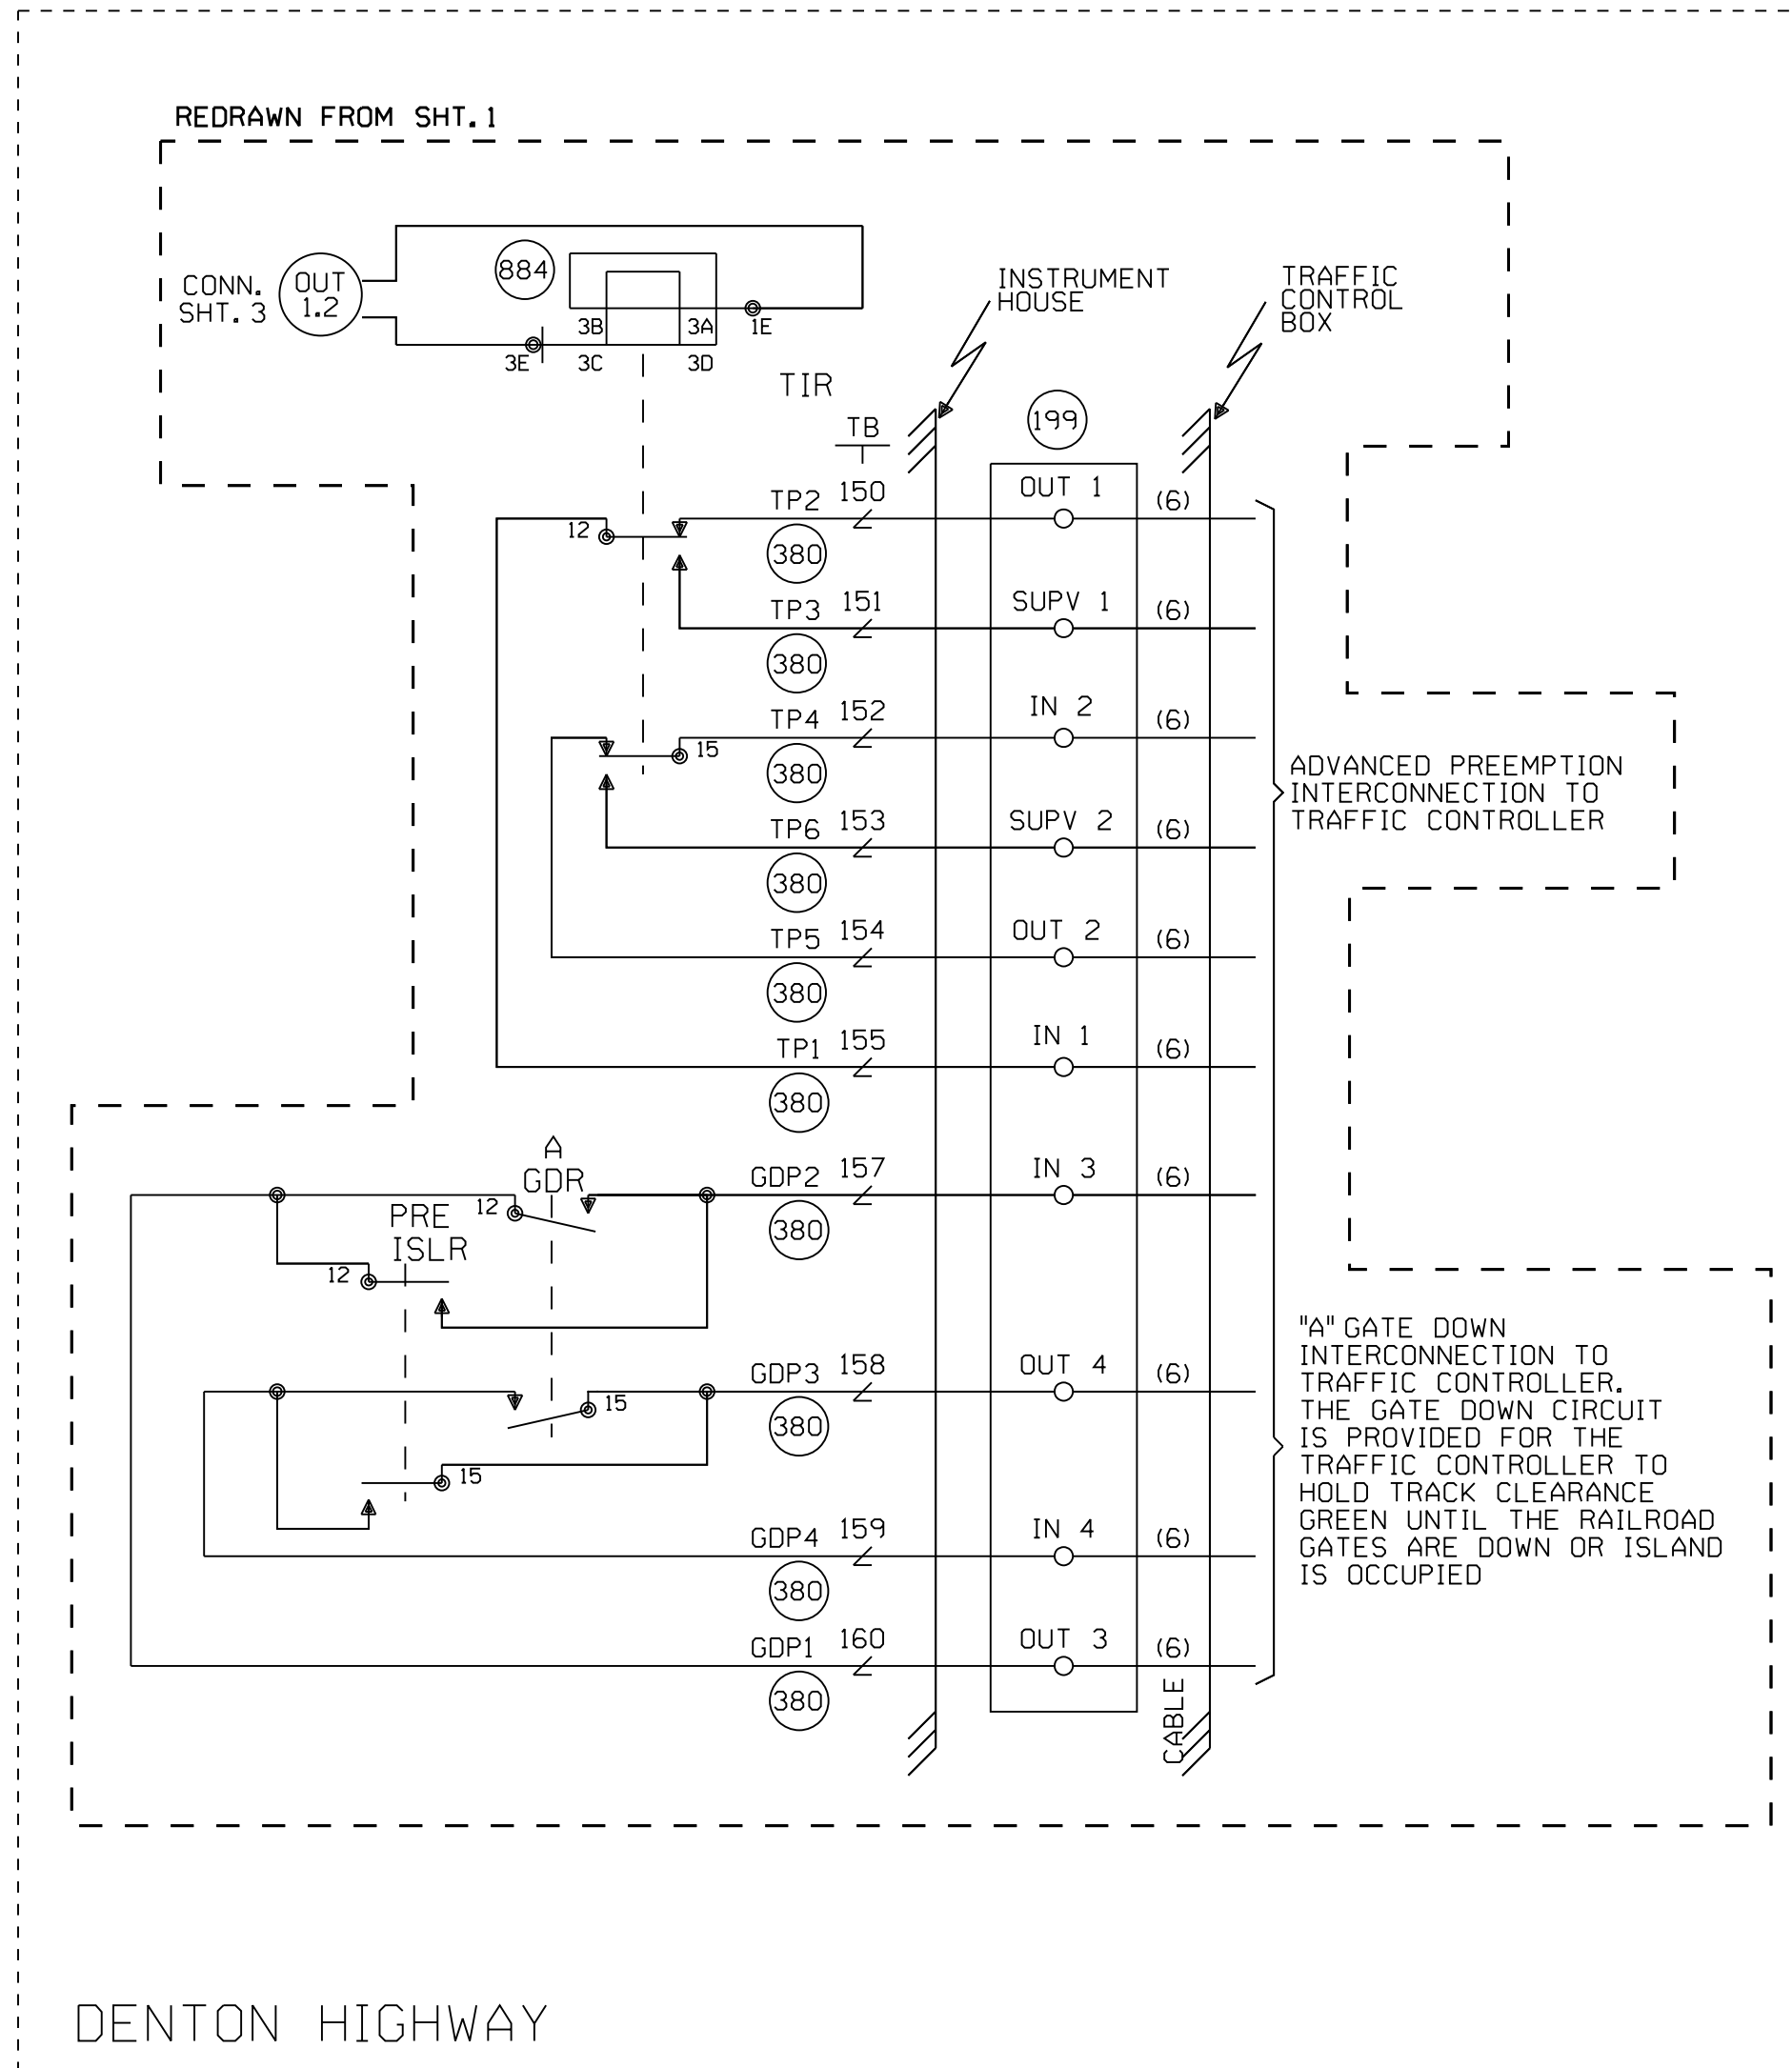 REDRAWN FROM SHT. 1
CONN.
SHT. 3
OUT
1.2
884
3B
3A
1E
3E
3C
3D
TIR
TB
INSTRUMENT
HOUSE
TRAFFIC
CONTROL
BOX
199
12
TP2
150
380
OUT 1
(6)
TP3
151
380
SUPV 1
(6)
15
TP4
152
380
IN 2
(6)
TP6
153
380
SUPV 2
(6)
TP5
154
380
OUT 2
(6)
TP1
155
380
IN 1
(6)
ADVANCED PREEMPTION
INTERCONNECTION TO
TRAFFIC CONTROLLER
A
GDR
12
GDP2
157
380
IN 3
(6)
PRE
ISLR
12
15
GDP3
158
380
OUT 4
(6)
15
GDP4
159
380
IN 4
(6)
GDP1
160
380
OUT 3
(6)
CABLE
"A" GATE DOWN
INTERCONNECTION TO
TRAFFIC CONTROLLER.
THE GATE DOWN CIRCUIT
IS PROVIDED FOR THE
TRAFFIC CONTROLLER TO
HOLD TRACK CLEARANCE
GREEN UNTIL THE RAILROAD
GATES ARE DOWN OR ISLAND
IS OCCUPIED
DENTON HIGHWAY